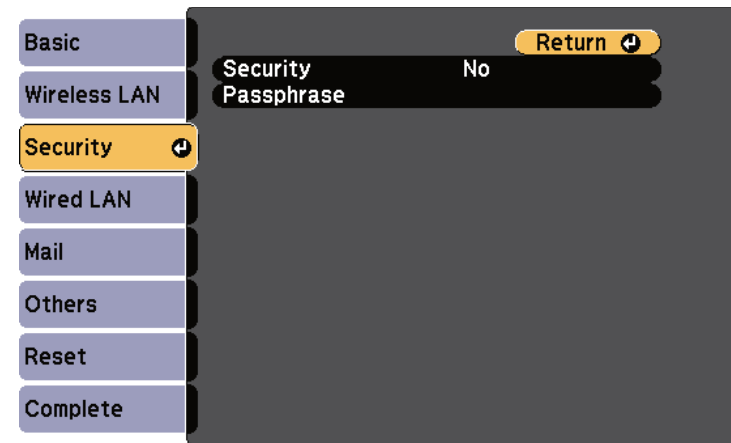 Basic
Wireless LAN
Security
Wired LAN
Mail
Others
Reset
Complete
Return
Security No
Passphrase